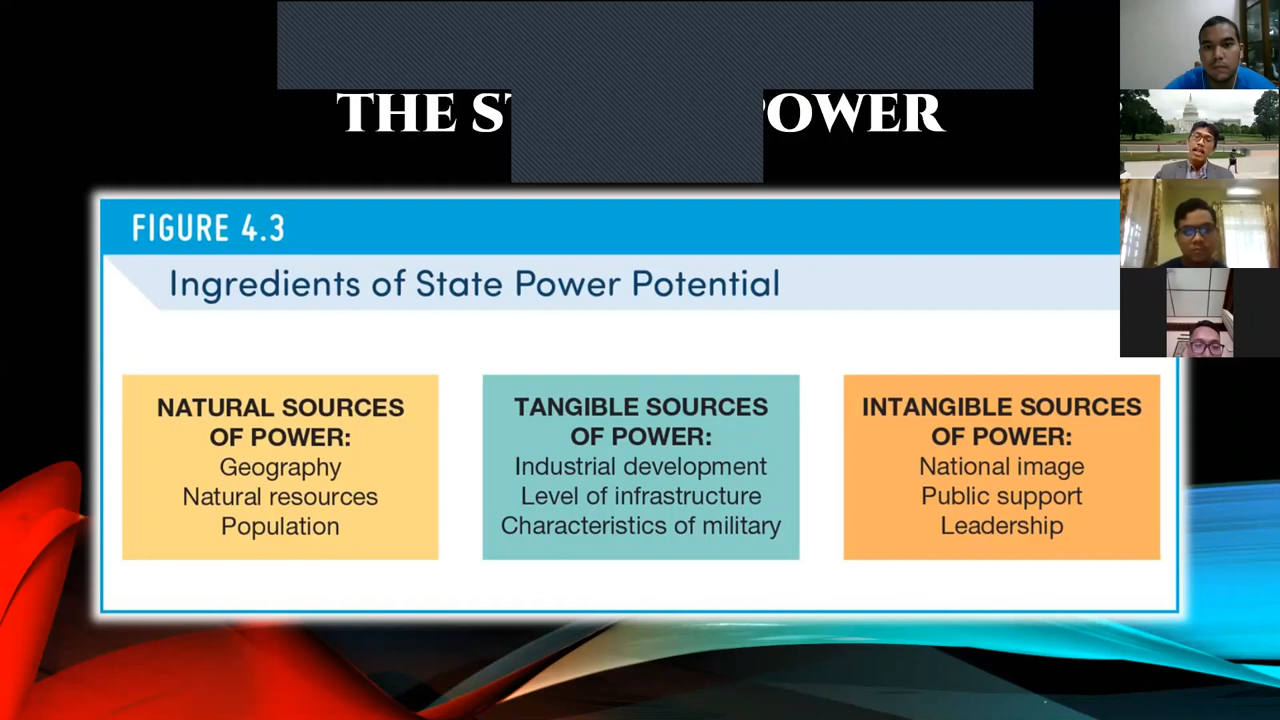 THE
POWER
FIGURE 4.3
Ingredients of State Power Potential
NATURAL SOURCES
OF POWER:
Geography
Natural resources
Population
TANGIBLE SOURCES
OF POWER:
Industrial development
Level of infrastructure
Characteristics of military
INTANGIBLE SOURCES
OF POWER:
National image
Public support
Leadership